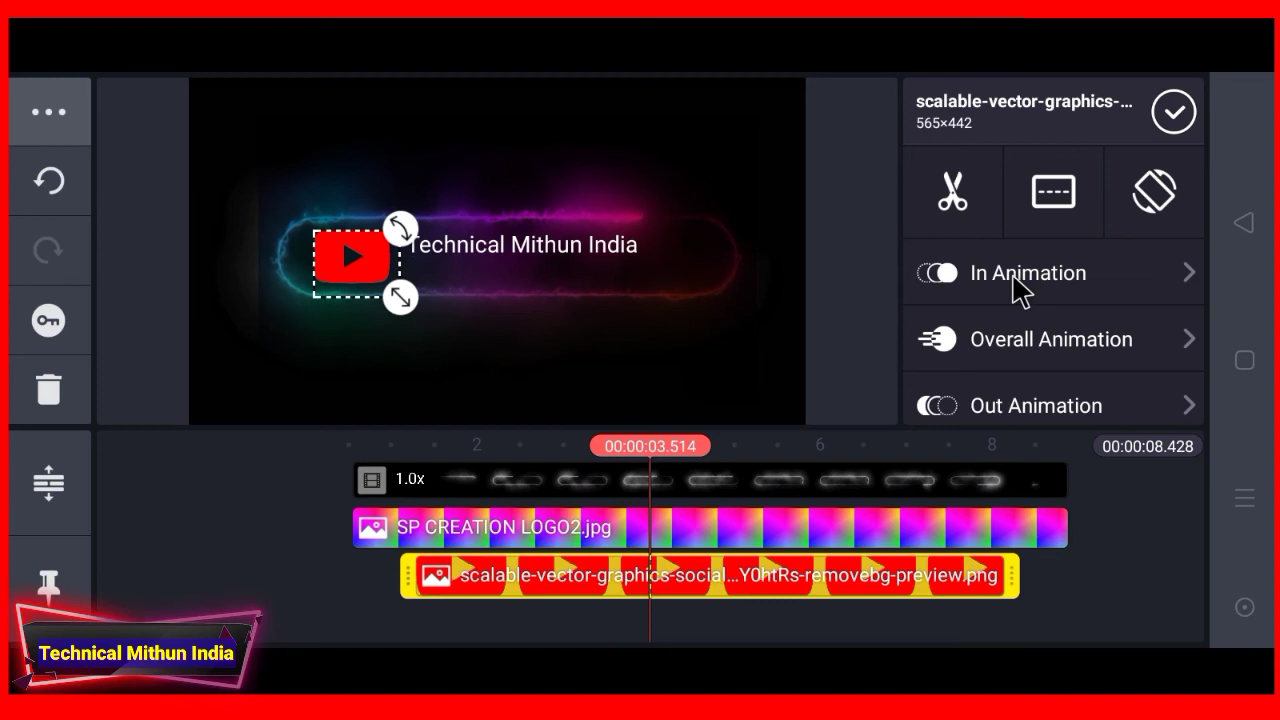 scalable-vector-graphics-...
565×442
Technical Mithun India
In Animation
Overall Animation
Out Animation
2
00:00:03.514
6
8
00:00:08.428
1.0x
SP CREATION LOGO2.jpg
scalable-vector-graphics-social...Y0htRs-removebg-preview.png
Technical Mithun India